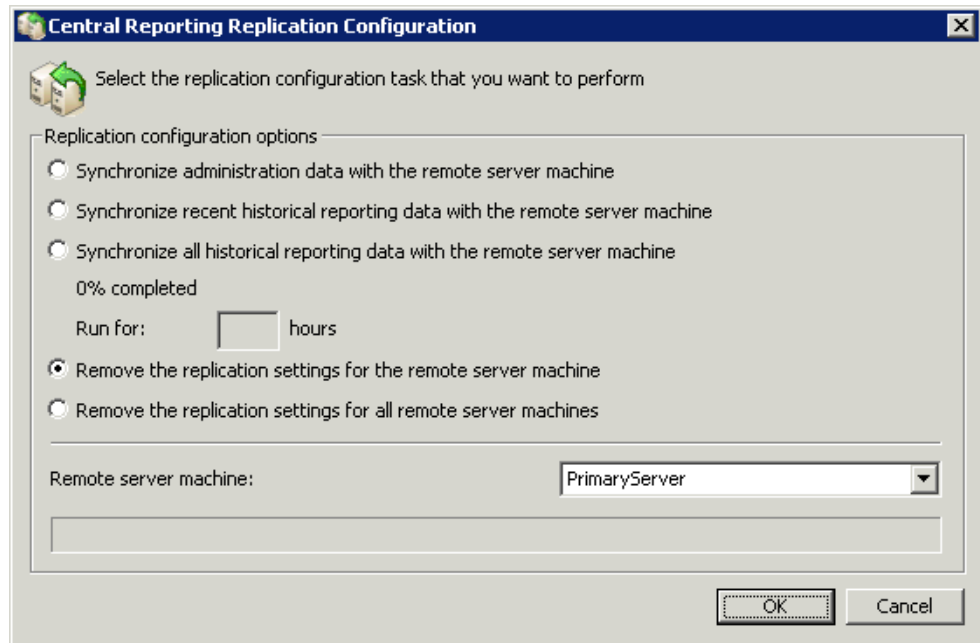 Central Reporting Replication Configuration
Select the replication configuration task that you want to perform
Replication configuration options
Synchronize administration data with the remote server machine
Synchronize recent historical reporting data with the remote server machine
Synchronize all historical reporting data with the remote server machine
0% completed
Run for: hours
Remove the replication settings for the remote server machine
Remove the replication settings for all remote server machines
Remote server machine: PrimaryServer
OK Cancel